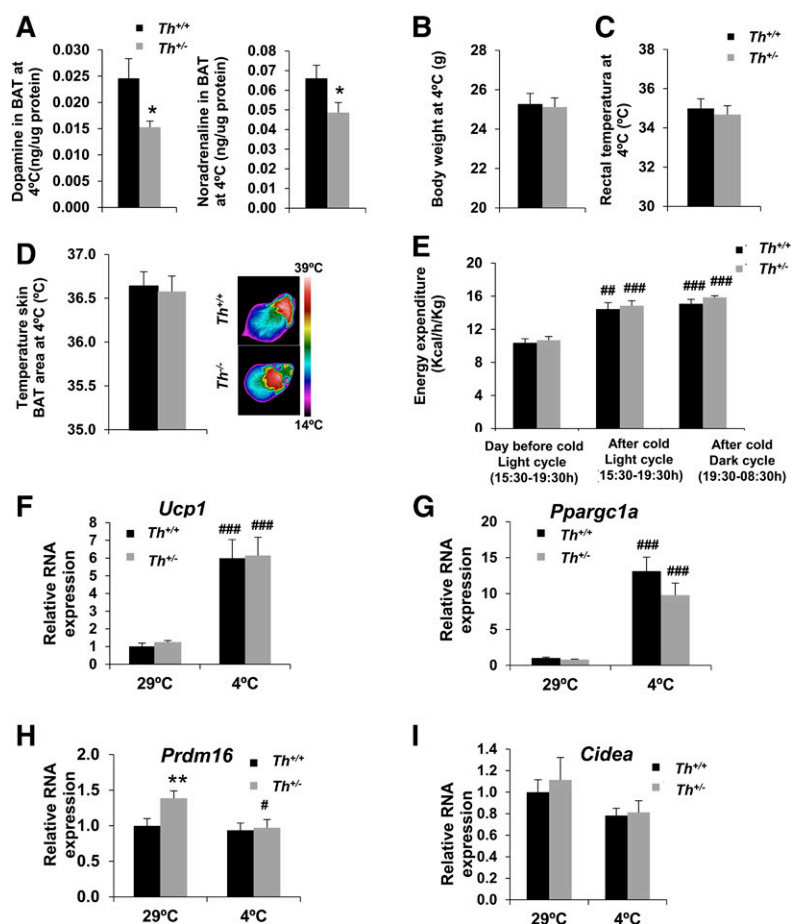 A
Th+/+
Th+/-
Dopamine in BAT at
4ºC(ng/ug protein)
0.030
0.025
0.020
0.015
0.010
0.005
0.000
*
Noradrenaline in BAT
at 4ºC (ng/ug protein)
0.08
0.07
0.06
0.05
0.04
0.03
0.02
0.01
0.00
*
B
Body weight at 4ºC (g)
28
26
24
22
20
C
Th+/+
Th+/-
Rectal temperatura at
4ºC (ºC)
38
36
34
32
30
D
Temperature skin
BAT area at 4ºC (ºC)
37.0
36.5
36.0
35.5
35.0
Th+/+
Th-/-
39ºC
14ºC
E
Th+/+
Th+/-
Energy expenditure
(Kcal/h/Kg)
20
16
12
8
4
0
## ###
### ###
Day before cold
Light cycle
(15:30-19:30h)
After cold
Light cycle
(15:30-19:30h)
After cold
Dark cycle
(19:30-08:30h)
F
Ucp1
Th+/+
Th+/-
Relative RNA
expression
8
7
6
5
4
3
2
1
0
### ###
29ºC
4ºC
G
Ppargc1a
Th+/+
Th+/-
Relative RNA
expression
20
15
10
5
0
###
###
29ºC
4ºC
H
Prdm16
Th+/+
Th+/-
Relative RNA
expression
2.0
1.5
1.0
0.5
0.0
**
#
29ºC
4ºC
I
Cidea
Th+/+
Th+/-
Relative RNA
expression
1.4
1.2
1.0
0.8
0.6
0.4
0.2
0.0
29ºC
4ºC